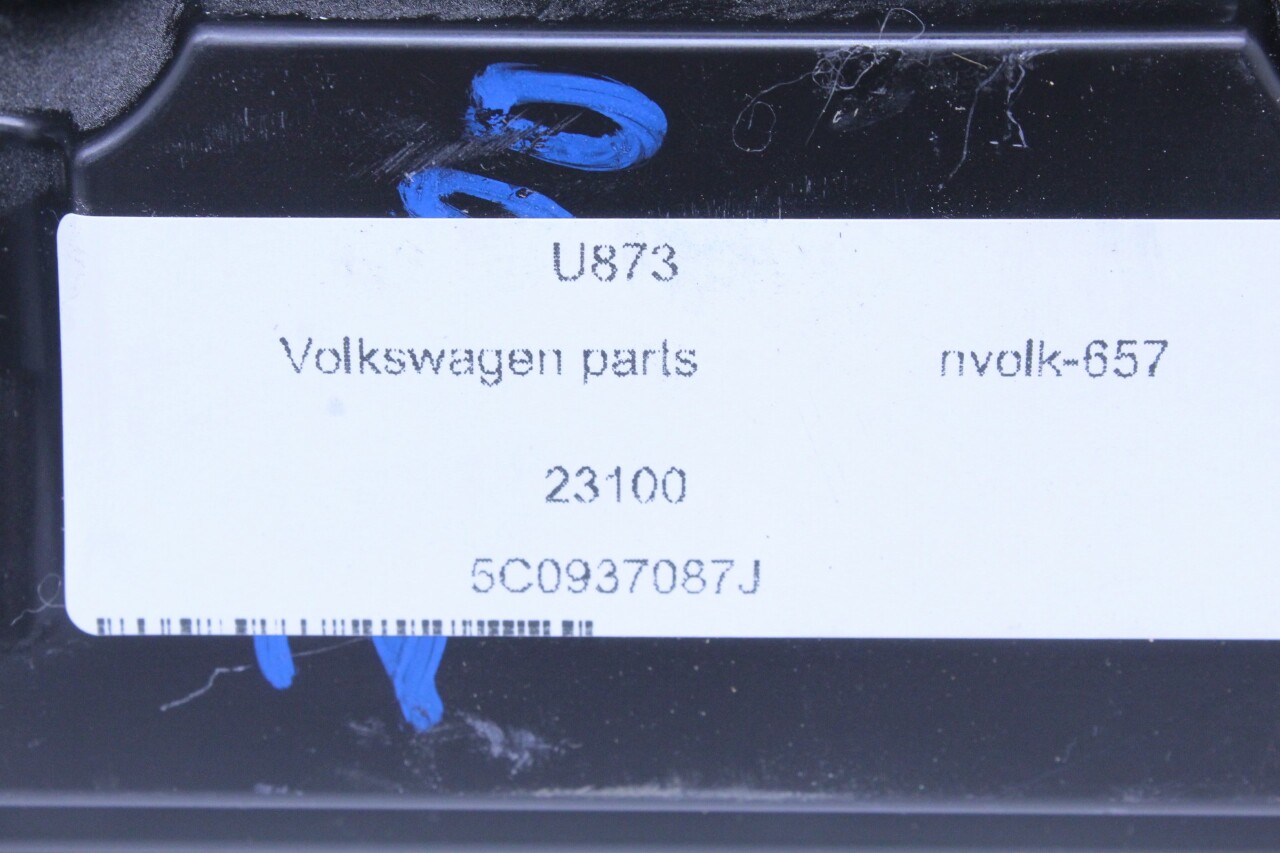 U873
Volkswagen parts nvolk-657
23100
5C0937087J